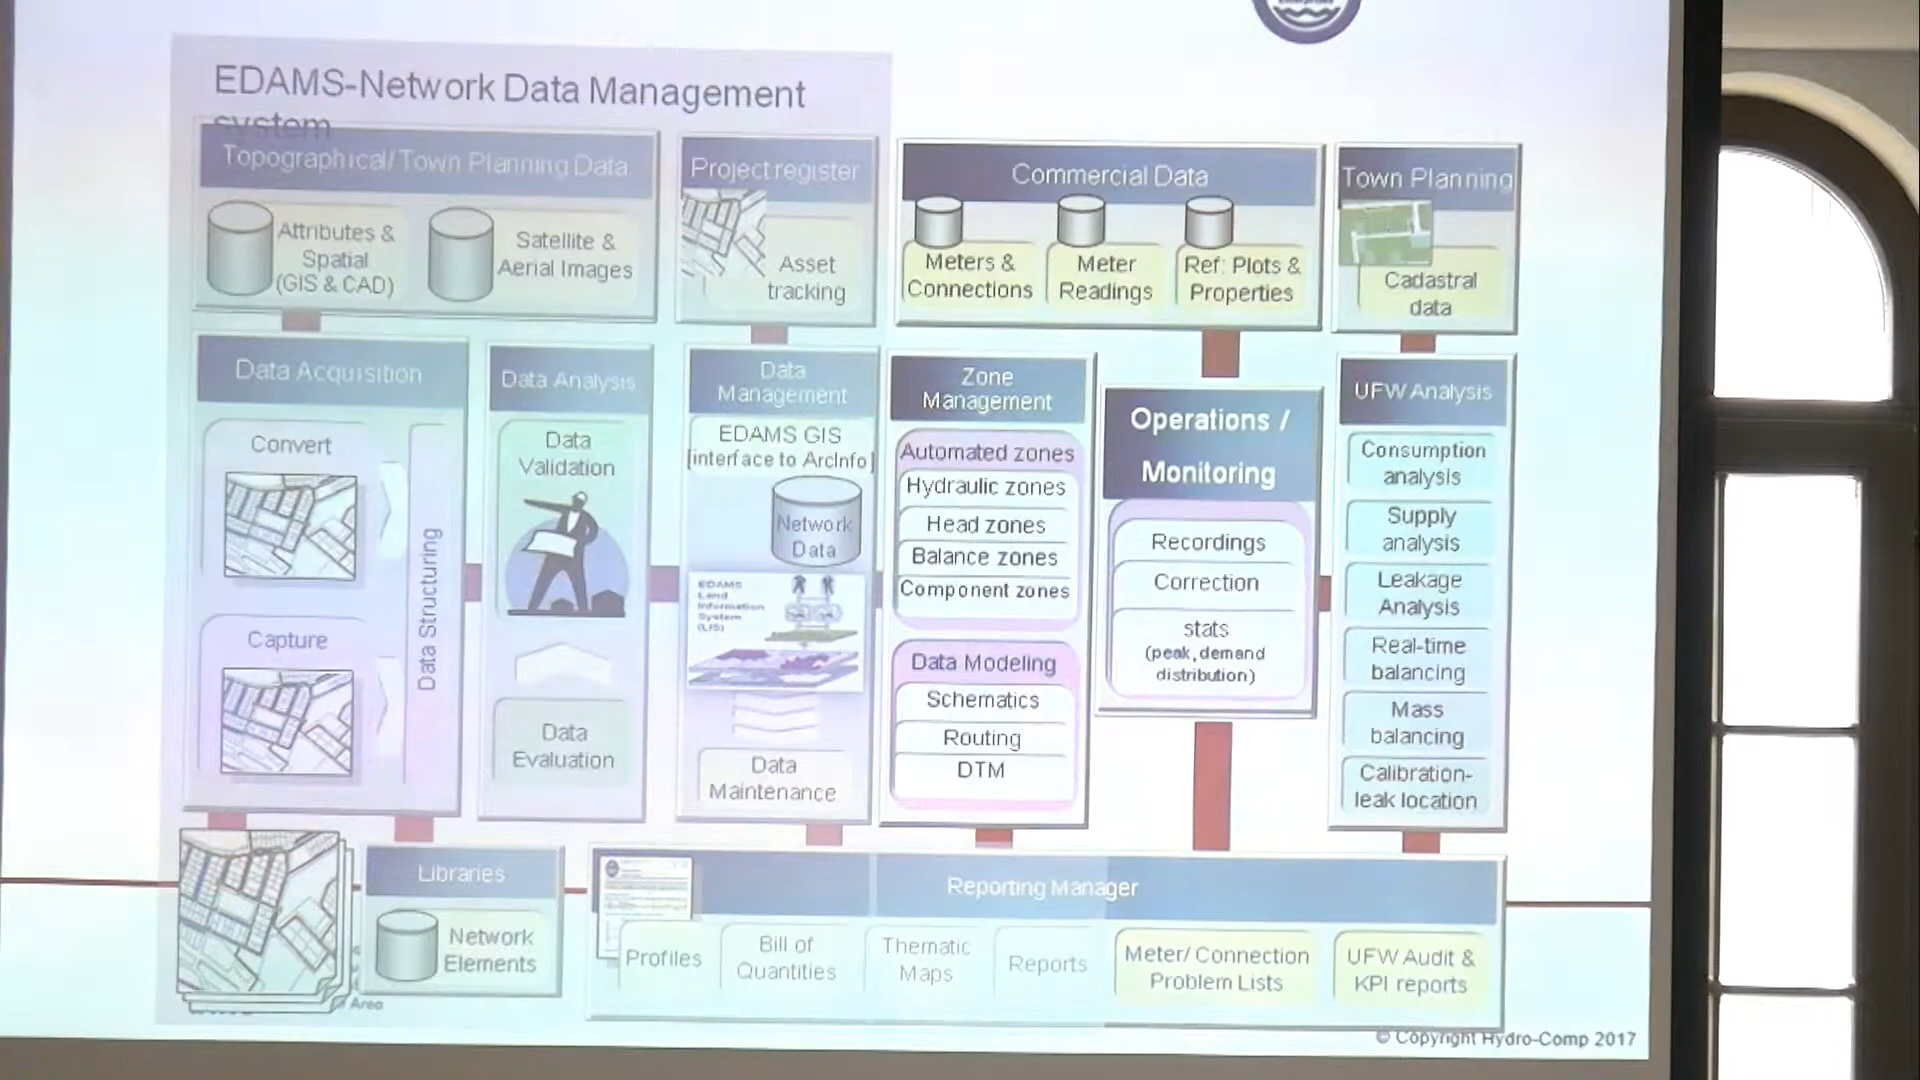 EDAMS-Network Data Management
system
Topographical/Town Planning Data
Attributes &
Spatial
(GIS & CAD)
Satellite &
Aerial Images
Project register
Asset
tracking
Commercial Data
Meters &
Connections
Meter
Readings
Ref: Plots &
Properties
Town Planning
Cadastral
data
Data Acquisition
Convert
Capture
Data Structuring
Data Analysis
Data
Validation
Data
Evaluation
Data
Management
EDAMS GIS
[interface to ArcInfo]
Network
Data
EDAMS
Land
Information
System
(LIS)
Data
Maintenance
Zone
Management
Automated zones
Hydraulic zones
Head zones
Balance zones
Component zones
Data Modeling
Schematics
Routing
DTM
Operations /
Monitoring
Recordings
Correction
stats
(peak,demand
distribution)
UFW Analysis
Consumption
analysis
Supply
analysis
Leakage
Analysis
Real-time
balancing
Mass
balancing
Calibration-
leak location
Area
Libraries
Network
Elements
Reporting Manager
Profiles
Bill of
Quantities
Thematic
Maps
Reports
Meter/ Connection
Problem Lists
UFW Audit &
KPI reports
© Copyright Hydro-Comp 2017